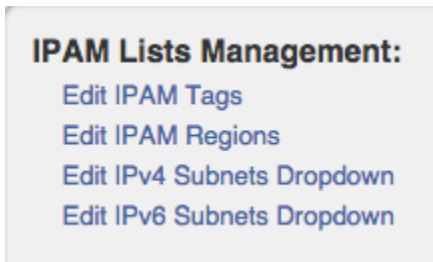 IPAM Lists Management:
Edit IPAM Tags
Edit IPAM Regions
Edit IPv4 Subnets Dropdown
Edit IPv6 Subnets Dropdown